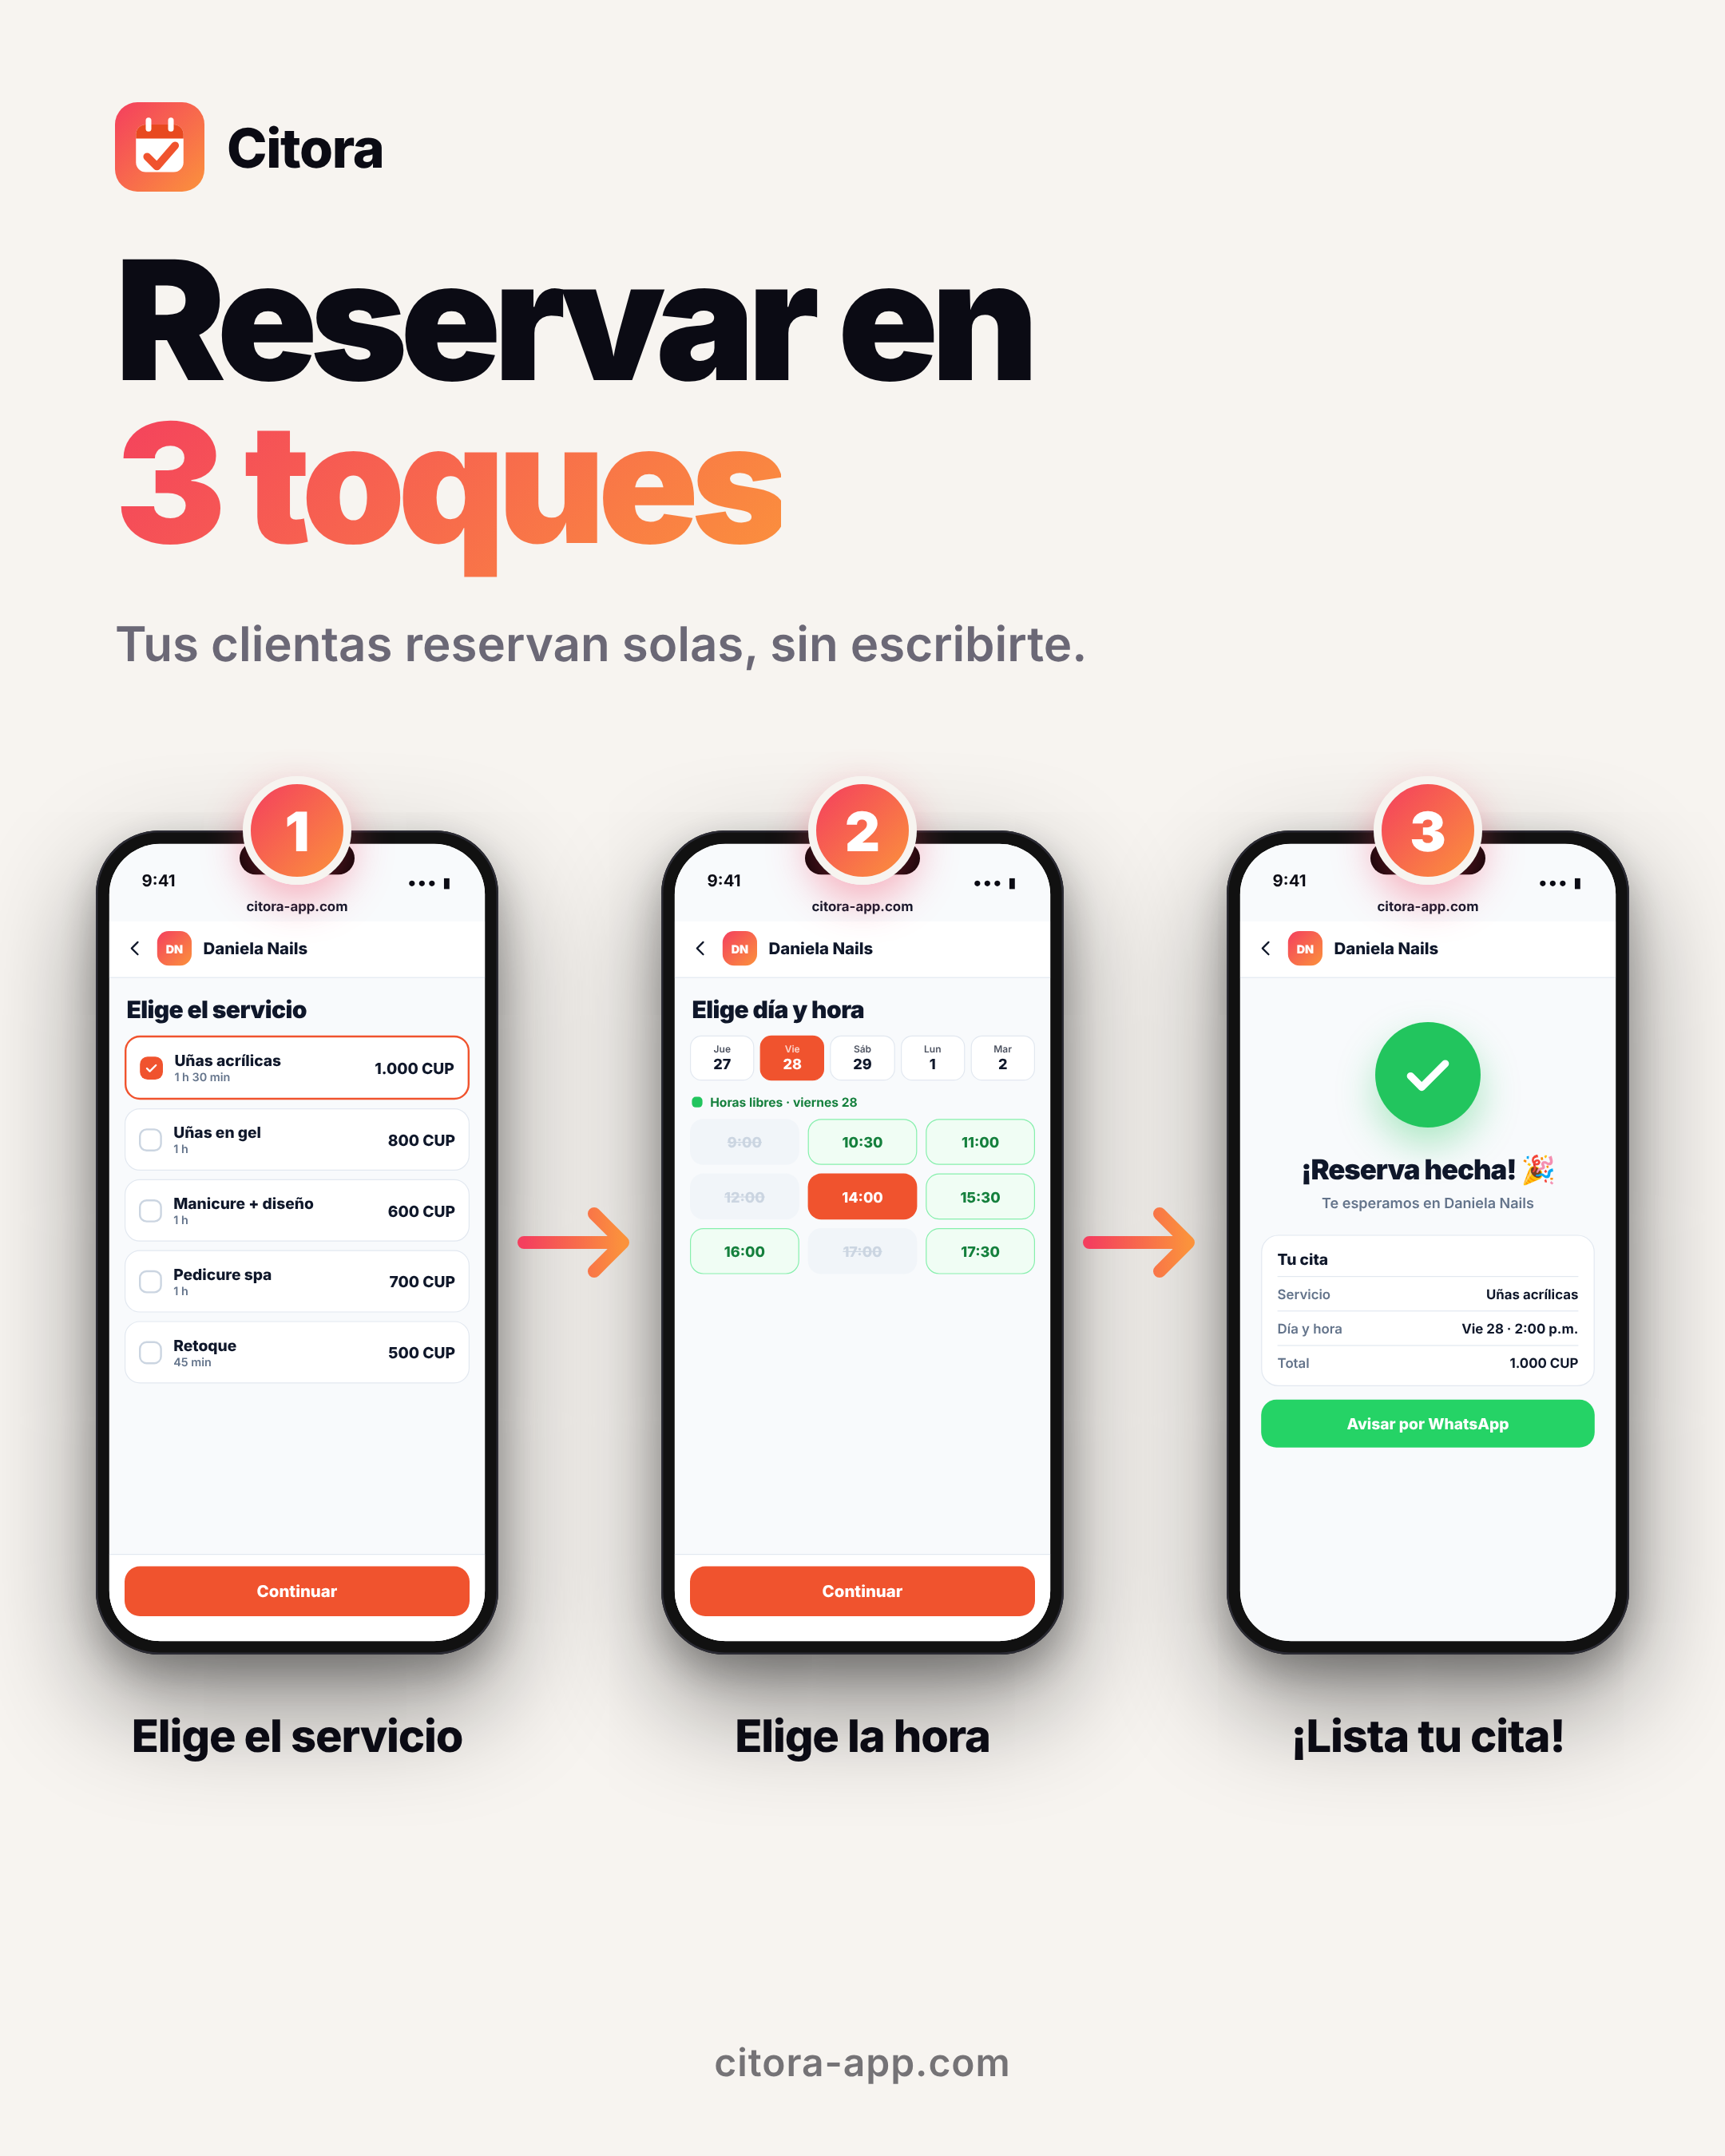 Citora
Reservar en
3 toques
Tus clientas reservan solas, sin escribirte.
1
9:41
citora-app.com
DN Daniela Nails
Elige el servicio
Uñas acrílicas 1.000 CUP
1 h 30 min
Uñas en gel 800 CUP
1 h
Manicure + diseño 600 CUP
1 h
Pedicure spa 700 CUP
1 h
Retoque 500 CUP
45 min
Continuar
Elige el servicio
2
9:41
citora-app.com
DN Daniela Nails
Elige día y hora
Jue Vie Sáb Lun Mar
27 28 29 1 2
Horas libres · viernes 28
9:00 10:30 11:00
12:00 14:00 15:30
16:00 17:00 17:30
Continuar
Elige la hora
3
9:41
citora-app.com
DN Daniela Nails
¡Reserva hecha! 🎉
Te esperamos en Daniela Nails
Tu cita
Servicio Uñas acrílicas
Día y hora Vie 28 · 2:00 p.m.
Total 1.000 CUP
Avisar por WhatsApp
¡Lista tu cita!
citora-app.com